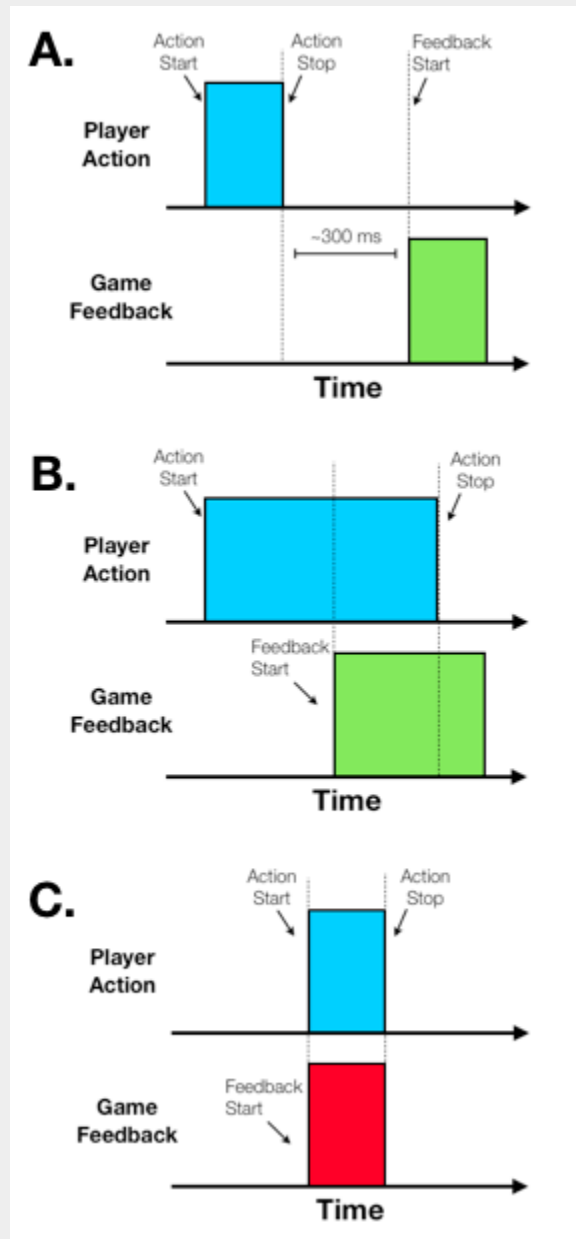 A.
Action
Start
Action
Stop
Feedback
Start
Player
Action
~300 ms
Game
Feedback
Time
B.
Action
Start
Action
Stop
Player
Action
Feedback
Start
Game
Feedback
Time
C.
Action
Start
Action
Stop
Player
Action
Feedback
Start
Game
Feedback
Time